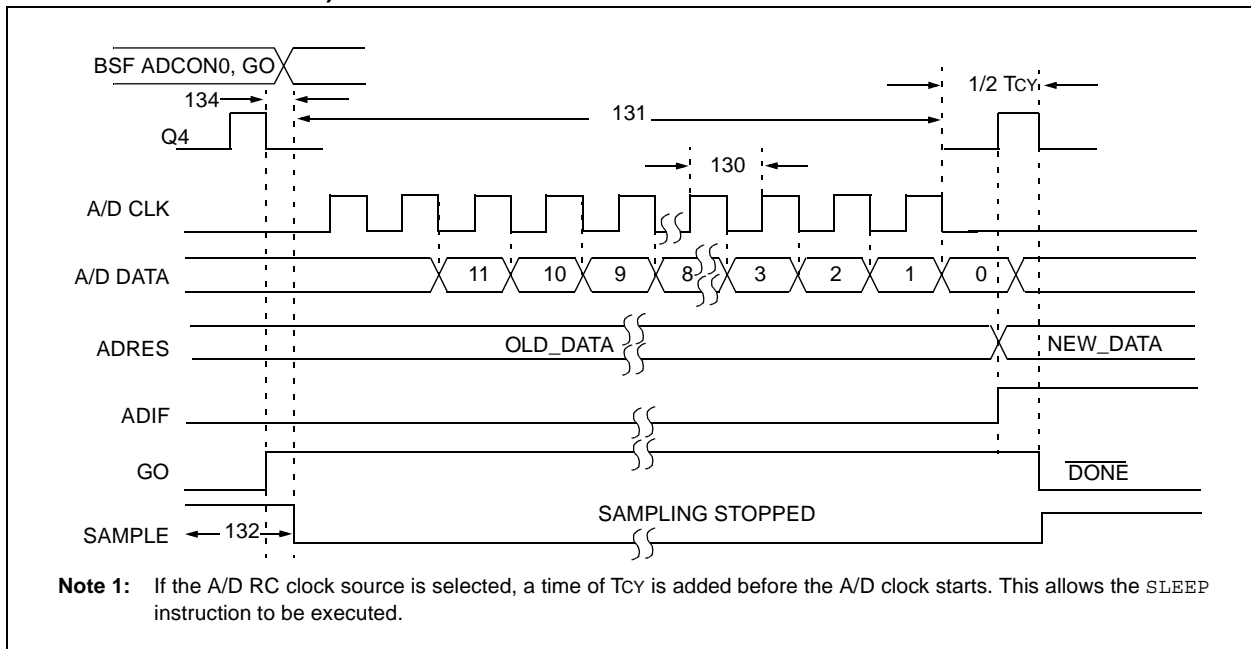 BSF ADCON0, GO
134
1/2 TCY
131
Q4
130
A/D CLK
A/D DATA 11 10 9 8 3 2 1 0
ADRES OLD_DATA NEW_DATA
ADIF
GO DONE
SAMPLING STOPPED
SAMPLE 132
Note 1: If the A/D RC clock source is selected, a time of TCY is added before the A/D clock starts. This allows the SLEEP
instruction to be executed.